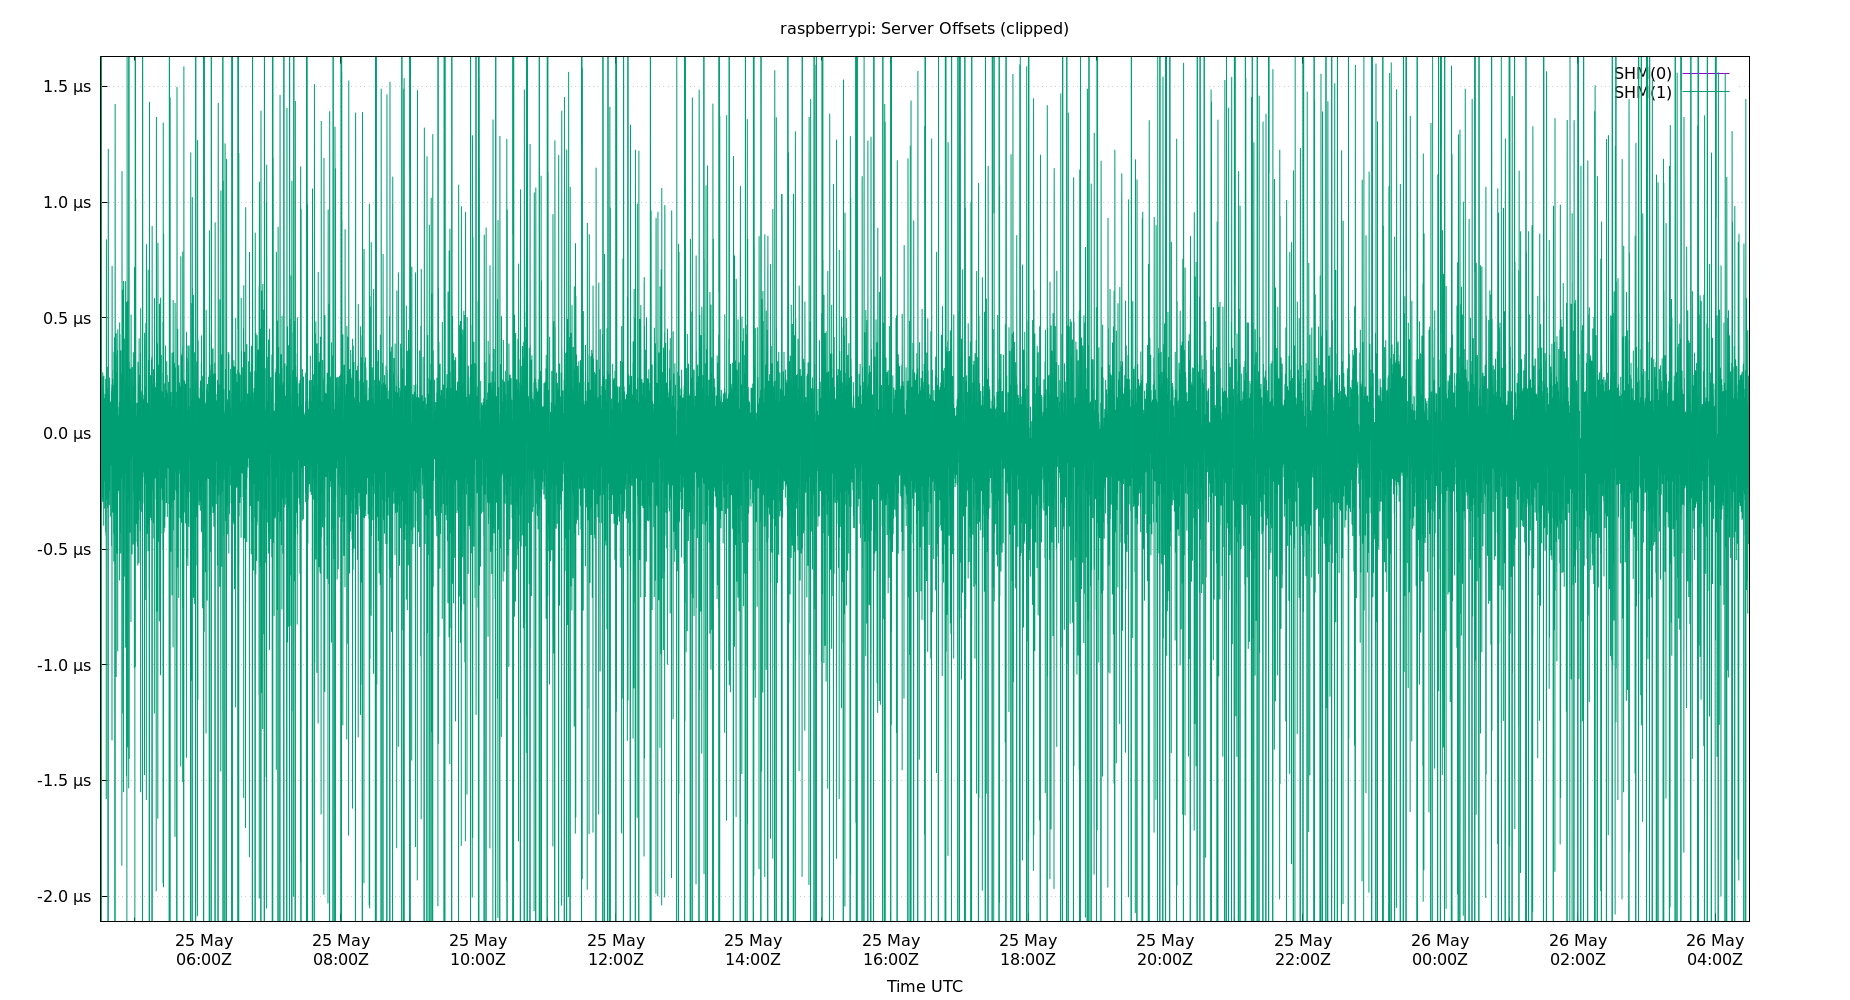 raspberrypi: Server Offsets (clipped)
SHM(0)
SHM(1)
1.5 µs
1.0 µs
0.5 µs
0.0 µs
-0.5 µs
-1.0 µs
-1.5 µs
-2.0 µs
25 May 25 May 25 May 25 May 25 May 25 May 25 May 25 May 25 May 26 May 26 May 26 May
06:00Z 08:00Z 10:00Z 12:00Z 14:00Z 16:00Z 18:00Z 20:00Z 22:00Z 00:00Z 02:00Z 04:00Z
Time UTC